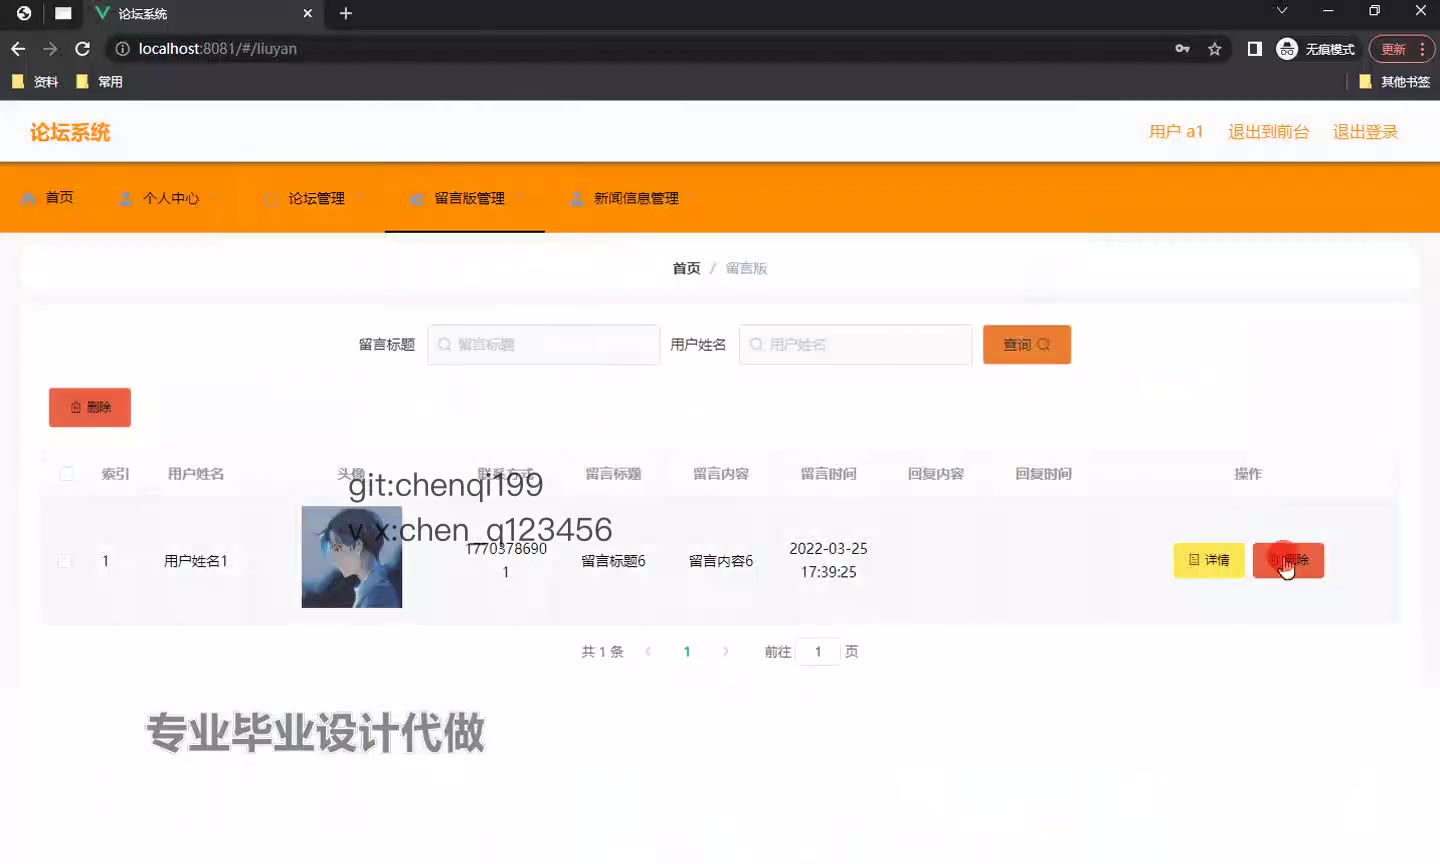 论坛系统
localhost:8081/#/liuyan
无痕模式
更新
资料
常用
其他书签
论坛系统
用户 a1
退出到前台
退出登录
首页
个人中心
论坛管理
留言版管理
新闻信息管理
首页 / 留言版
留言标题
留言标题
用户姓名
用户姓名
查询
删除
索引
用户姓名
头像
联系方式
留言标题
留言内容
留言时间
回复内容
回复时间
操作
git:chenqi199
v x:chen_q123456
1
用户姓名1
1770378690
1
留言标题6
留言内容6
2022-03-25
17:39:25
详情
删除
共 1 条
1
前往 1 页
专业毕业设计代做